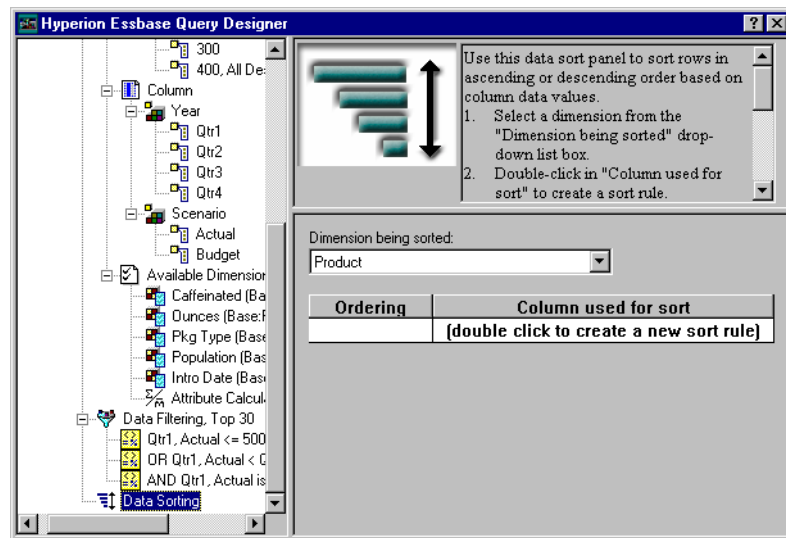 Hyperion Essbase Query Designer
300
400, All De
Column
Year
Qtr1
Qtr2
Qtr3
Qtr4
Scenario
Actual
Budget
Available Dimension
Caffeinated (Ba
Ounces (Base:F
Pkg Type (Base
Population (Bas
Intro Date (Bas
Attribute Calcul
Data Filtering, Top 30
Qtr1, Actual <= 500
OR Qtr1, Actual <
AND Qtr1, Actual is
Data Sorting
Use this data sort panel to sort rows in
ascending or descending order based on
column data values.
1. Select a dimension from the
"Dimension being sorted" drop-
down list box.
2. Double-click in "Column used for
sort" to create a sort rule.
Dimension being sorted:
Product
Ordering Column used for sort
(double click to create a new sort rule)